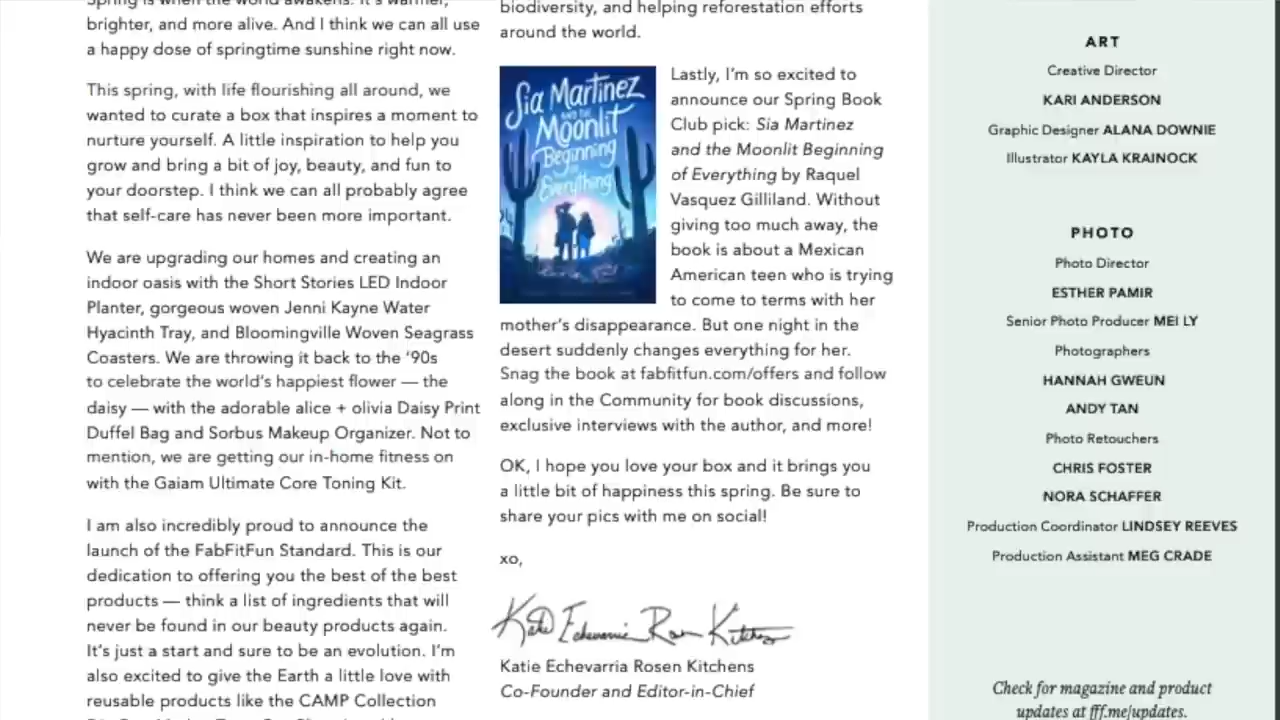 Spring is when the world awakens. It's warmer,
brighter, and more alive. And I think we can all use
a happy dose of springtime sunshine right now.
This spring, with life flourishing all around, we
wanted to curate a box that inspires a moment to
nurture yourself. A little inspiration to help you
grow and bring a bit of joy, beauty, and fun to
your doorstep. I think we can all probably agree
that self-care has never been more important.
We are upgrading our homes and creating an
indoor oasis with the Short Stories LED Indoor
Planter, gorgeous woven Jenni Kayne Water
Hyacinth Tray, and Bloomingville Woven Seagrass
Coasters. We are throwing it back to the '90s
to celebrate the world's happiest flower — the
daisy — with the adorable alice + olivia Daisy Print
Duffel Bag and Sorbus Makeup Organizer. Not to
mention, we are getting our in-home fitness on
with the Gaiam Ultimate Core Toning Kit.
I am also incredibly proud to announce the
launch of the FabFitFun Standard. This is our
dedication to offering you the best of the best
products — think a list of ingredients that will
never be found in our beauty products again.
It's just a start and sure to be an evolution. I'm
also excited to give the Earth a little love with
reusable products like the CAMP Collection
biodiversity, and helping reforestation efforts
around the world.
Sia Martinez
AND THE
Moonlit
Beginning
of
Everything
Lastly, I'm so excited to
announce our Spring Book
Club pick: Sia Martinez
and the Moonlit Beginning
of Everything by Raquel
Vasquez Gilliland. Without
giving too much away, the
book is about a Mexican
American teen who is trying
to come to terms with her
mother's disappearance. But one night in the
desert suddenly changes everything for her.
Snag the book at fabfitfun.com/offers and follow
along in the Community for book discussions,
exclusive interviews with the author, and more!
OK, I hope you love your box and it brings you
a little bit of happiness this spring. Be sure to
share your pics with me on social!
xo,
Katie Echevarria Rosen Kitchens
Katie Echevarria Rosen Kitchens
Co-Founder and Editor-in-Chief
ART
Creative Director
KARI ANDERSON
Graphic Designer ALANA DOWNIE
Illustrator KAYLA KRAINOCK
PHOTO
Photo Director
ESTHER PAMIR
Senior Photo Producer MEI LY
Photographers
HANNAH GWEUN
ANDY TAN
Photo Retouchers
CHRIS FOSTER
NORA SCHAFFER
Production Coordinator LINDSEY REEVES
Production Assistant MEG CRADE
Check for magazine and product
updates at fff.me/updates.